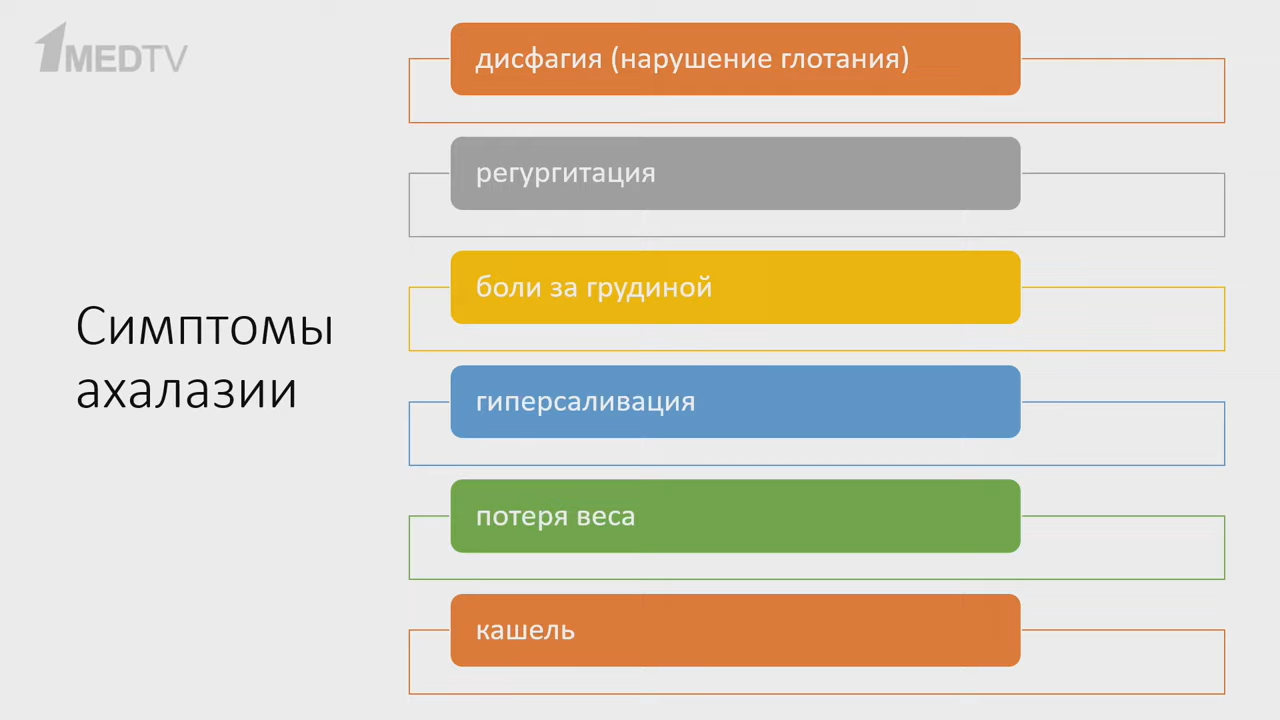 1MEDTV
Симптомы
ахалазии
дисфагия (нарушение глотания)
регургитация
боли за грудиной
гиперсаливация
потеря веса
кашель